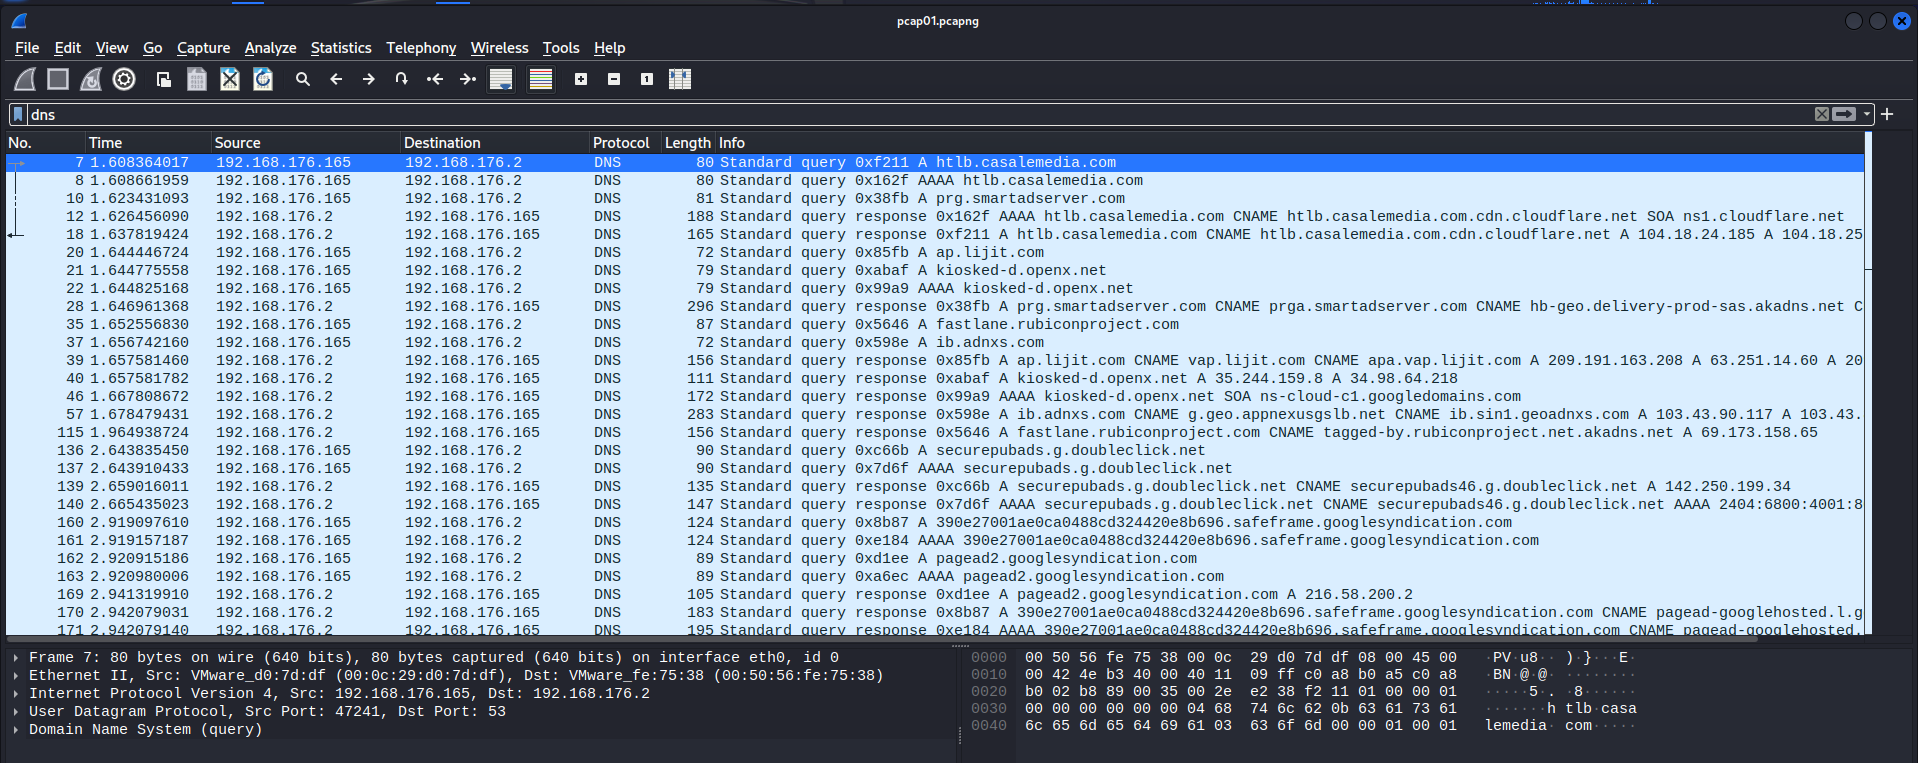 pcap01.pcapng
File Edit View Go Capture Analyze Statistics Telephony Wireless Tools Help
dns
No. Time Source Destination Protocol Length Info
7 1.608364017 192.168.176.165 192.168.176.2 DNS 80 Standard query 0xf211 A htlb.casalemedia.com
8 1.608661959 192.168.176.165 192.168.176.2 DNS 80 Standard query 0x162f AAAA htlb.casalemedia.com
10 1.623431093 192.168.176.165 192.168.176.2 DNS 81 Standard query 0x38fb A prg.smartadserver.com
12 1.626456090 192.168.176.2 192.168.176.165 DNS 188 Standard query response 0x162f AAAA htlb.casalemedia.com CNAME htlb.casalemedia.com.cdn.cloudflare.net SOA ns1.cloudflare.net
18 1.637819424 192.168.176.2 192.168.176.165 DNS 165 Standard query response 0xf211 A htlb.casalemedia.com CNAME htlb.casalemedia.com.cdn.cloudflare.net A 104.18.24.185 A 104.18.25
20 1.644446724 192.168.176.165 192.168.176.2 DNS 72 Standard query 0x85fb A ap.lijit.com
21 1.644775558 192.168.176.165 192.168.176.2 DNS 79 Standard query 0xabaf A kiosked-d.openx.net
22 1.644825168 192.168.176.165 192.168.176.2 DNS 79 Standard query 0x99a9 AAAA kiosked-d.openx.net
28 1.646961368 192.168.176.2 192.168.176.165 DNS 296 Standard query response 0x38fb A prg.smartadserver.com CNAME prga.smartadserver.com CNAME hb-geo.delivery-prod-sas.akadns.net C
35 1.652556830 192.168.176.165 192.168.176.2 DNS 87 Standard query 0x5646 A fastlane.rubiconproject.com
37 1.656742160 192.168.176.165 192.168.176.2 DNS 72 Standard query 0x598e A ib.adnxs.com
39 1.657581460 192.168.176.2 192.168.176.165 DNS 156 Standard query response 0x85fb A ap.lijit.com CNAME vap.lijit.com CNAME apa.vap.lijit.com A 209.191.163.208 A 63.251.14.60 A 20
40 1.657581782 192.168.176.2 192.168.176.165 DNS 111 Standard query response 0xabaf A kiosked-d.openx.net A 35.244.159.8 A 34.98.64.218
46 1.667808672 192.168.176.2 192.168.176.165 DNS 172 Standard query response 0x99a9 AAAA kiosked-d.openx.net SOA ns-cloud-c1.googledomains.com
57 1.678479431 192.168.176.2 192.168.176.165 DNS 283 Standard query response 0x598e A ib.adnxs.com CNAME g.geo.appnexusgslb.net CNAME ib.sin1.geoadnxs.com A 103.43.90.117 A 103.43.
115 1.964938724 192.168.176.2 192.168.176.165 DNS 156 Standard query response 0x5646 A fastlane.rubiconproject.com CNAME tagged-by.rubiconproject.net.akadns.net A 69.173.158.65
136 2.643835450 192.168.176.165 192.168.176.2 DNS 90 Standard query 0xc66b A securepubads.g.doubleclick.net
137 2.643910433 192.168.176.165 192.168.176.2 DNS 90 Standard query 0x7d6f AAAA securepubads.g.doubleclick.net
139 2.659016011 192.168.176.2 192.168.176.165 DNS 135 Standard query response 0xc66b A securepubads.g.doubleclick.net CNAME securepubads46.g.doubleclick.net A 142.250.199.34
140 2.665435023 192.168.176.2 192.168.176.165 DNS 147 Standard query response 0x7d6f AAAA securepubads.g.doubleclick.net CNAME securepubads46.g.doubleclick.net AAAA 2404:6800:4001:8
160 2.919097610 192.168.176.165 192.168.176.2 DNS 124 Standard query 0x8b87 A 390e27001ae0ca0488cd324420e8b696.safeframe.googlesyndication.com
161 2.919157187 192.168.176.165 192.168.176.2 DNS 124 Standard query 0xe184 AAAA 390e27001ae0ca0488cd324420e8b696.safeframe.googlesyndication.com
162 2.920915186 192.168.176.165 192.168.176.2 DNS 89 Standard query 0xd1ee A pagead2.googlesyndication.com
163 2.920980006 192.168.176.165 192.168.176.2 DNS 89 Standard query 0xa6ec AAAA pagead2.googlesyndication.com
169 2.941319910 192.168.176.2 192.168.176.165 DNS 105 Standard query response 0xd1ee A pagead2.googlesyndication.com A 216.58.200.2
170 2.942079031 192.168.176.2 192.168.176.165 DNS 183 Standard query response 0x8b87 A 390e27001ae0ca0488cd324420e8b696.safeframe.googlesyndication.com CNAME pagead-googlehosted.l.g
171 2.942079140 192.168.176.2 192.168.176.165 DNS 195 Standard query response 0xe184 AAAA 390e27001ae0ca0488cd324420e8b696.safeframe.googlesyndication.com CNAME pagead-googlehosted.
Frame 7: 80 bytes on wire (640 bits), 80 bytes captured (640 bits) on interface eth0, id 0
Ethernet II, Src: VMware_d0:7d:df (00:0c:29:d0:7d:df), Dst: VMware_fe:75:38 (00:50:56:fe:75:38)
Internet Protocol Version 4, Src: 192.168.176.165, Dst: 192.168.176.2
User Datagram Protocol, Src Port: 47241, Dst Port: 53
Domain Name System (query)
0000 00 50 56 fe 75 38 00 0c 29 d0 7d df 08 00 45 00 ·PV·u8·· )·}···E·
0010 00 42 4e b3 40 00 40 11 09 ff c0 a8 b0 a5 c0 a8 ·BN·@·@· ········
0020 b0 02 b8 89 00 35 00 2e e2 38 f2 11 01 00 00 01 ·····5·. ·8······
0030 00 00 00 00 00 00 04 68 74 6c 62 0b 63 61 73 61 ·······h tlb·casa
0040 6c 65 6d 65 64 69 61 03 63 6f 6d 00 00 01 00 01 lemedia· com·····